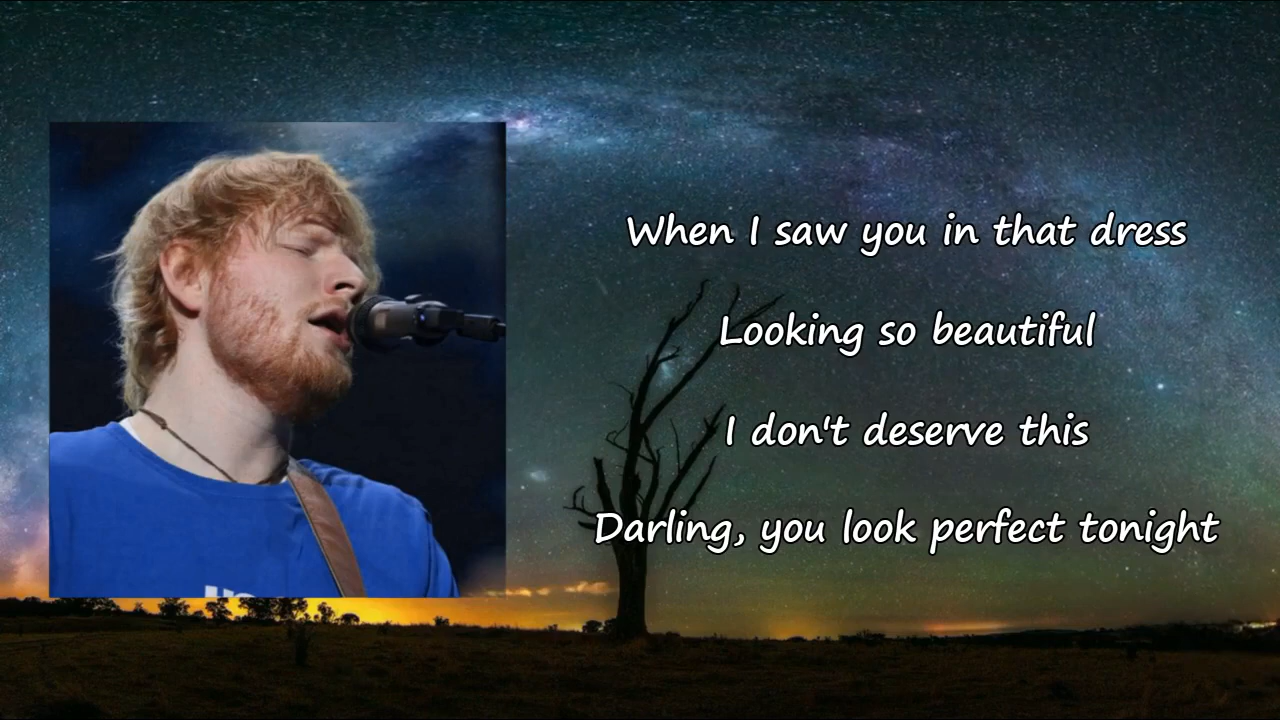 When I saw you in that dress
Looking so beautiful
I don't deserve this
Darling, you look perfect tonight